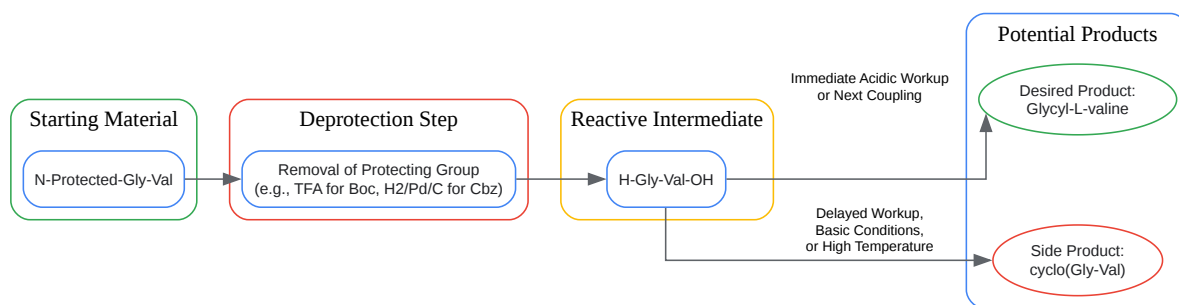 Starting Material
N-Protected-Gly-Val
Deprotection Step
Removal of Protecting Group
(e.g., TFA for Boc, H2/Pd/C for Cbz)
Reactive Intermediate
H-Gly-Val-OH
Immediate Acidic Workup
or Next Coupling
Delayed Workup,
Basic Conditions,
or High Temperature
Potential Products
Desired Product:
Glycyl-L-valine
Side Product:
cyclo(Gly-Val)